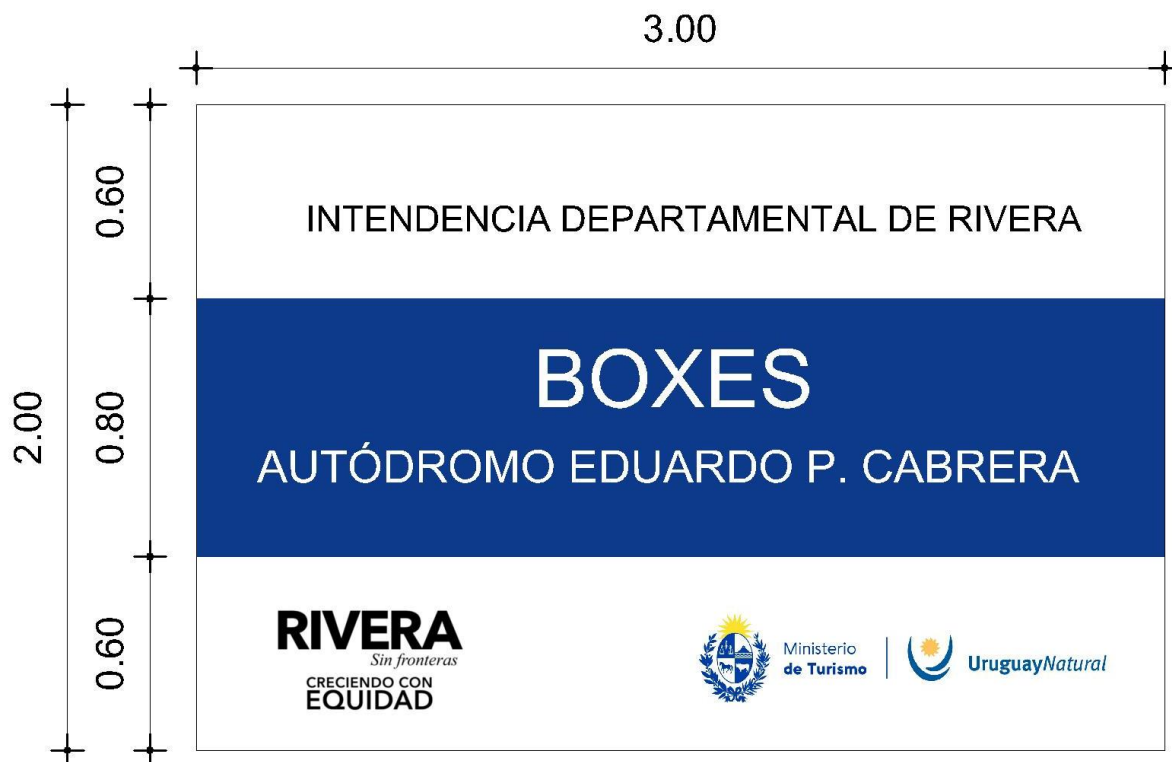 3.00
0.60
INTENDENCIA DEPARTAMENTAL DE RIVERA
2.00
0.80
BOXES
AUTÓDROMO EDUARDO P. CABRERA
0.60
RIVERA
Sin fronteras
CRECIENDO CON
EQUIDAD
Ministerio
de Turismo
UruguayNatural